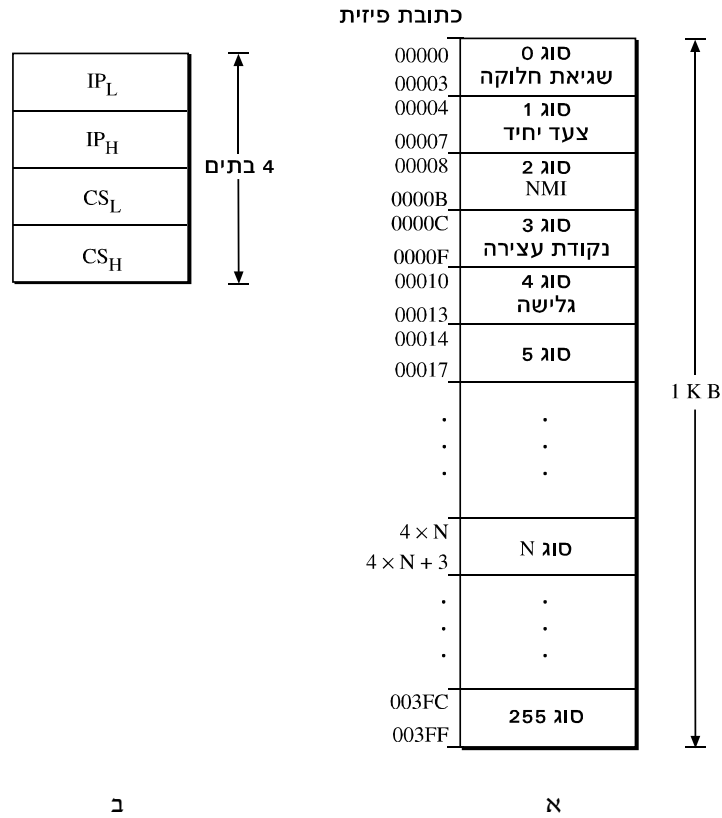 כתובת פיזית
00000
סוג 0
שגיאת חלוקה
00003
00004
סוג 1
צעד יחיד
00007
00008
סוג 2
NMI
0000B
0000C
סוג 3
נקודת עצירה
0000F
00010
סוג 4
גלישה
00013
00014
סוג 5
00017
4 × N
סוג N
4 × N + 3
003FC
סוג 255
003FF
1 K B
א
IPL
IPH
CSL
CSH
4 בתים
ב